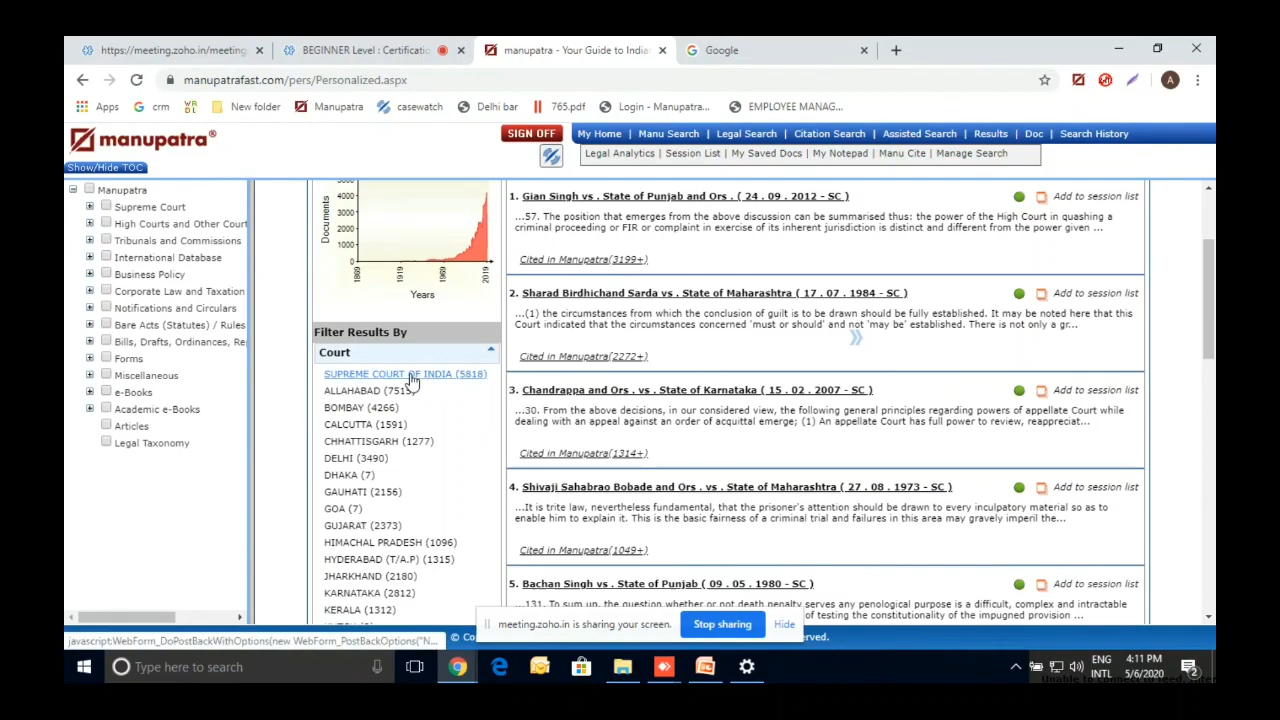 https://meeting.zoho.in/meeting.
BEGINNER Level : Certificatio
manupatra - Your Guide to India
Google
manupatrafast.com/pers/Personalized.aspx
A
Apps
crm
New folder
Manupatra
casewatch
Delhi bar
765.pdf
Login - Manupatra...
EMPLOYEE MANAG...
manupatra®
SIGN OFF
My Home | Manu Search | Legal Search | Citation Search | Assisted Search | Results | Doc | Search History
Legal Analytics | Session List | My Saved Docs | My Notepad | Manu Cite | Manage Search
Show/Hide TOC
Manupatra
Supreme Court
High Courts and Other Court
Tribunals and Commissions
International Database
Business Policy
Corporate Law and Taxation
Notifications and Circulars
Bare Acts (Statutes) / Rules
Bills, Drafts, Ordinances, Re
Forms
Miscellaneous
e-Books
Academic e-Books
Articles
Legal Taxonomy
Documents
5000
4000
3000
2000
1000
0
1869
1919
1969
2019
Years
Filter Results By
Court
SUPREME COURT OF INDIA (5818)
ALLAHABAD (7515)
BOMBAY (4266)
CALCUTTA (1591)
CHHATTISGARH (1277)
DELHI (3490)
DHAKA (7)
GAUHATI (2156)
GOA (7)
GUJARAT (2373)
HIMACHAL PRADESH (1096)
HYDERABAD (T/A.P) (1315)
JHARKHAND (2180)
KARNATAKA (2812)
KERALA (1312)
1. Gian Singh vs . State of Punjab and Ors . ( 24 . 09 . 2012 - SC )
Add to session list
...57. The position that emerges from the above discussion can be summarised thus: the power of the High Court in quashing a
criminal proceeding or FIR or complaint in exercise of its inherent jurisdiction is distinct and different from the power given ...
Cited in Manupatra(3199+)
2. Sharad Birdhichand Sarda vs . State of Maharashtra ( 17 . 07 . 1984 - SC )
Add to session list
...(1) the circumstances from which the conclusion of guilt is to be drawn should be fully established. It may be noted here that this
Court indicated that the circumstances concerned 'must or should' and not 'may be' established. There is not only a gr...
Cited in Manupatra(2272+)
3. Chandrappa and Ors . vs . State of Karnataka ( 15 . 02 . 2007 - SC )
Add to session list
...30. From the above decisions, in our considered view, the following general principles regarding powers of appellate Court while
dealing with an appeal against an order of acquittal emerge; (1) An appellate Court has full power to review, reappreciat...
Cited in Manupatra(1314+)
4. Shivaji Sahabrao Bobade and Ors . vs . State of Maharashtra ( 27 . 08 . 1973 - SC )
Add to session list
...It is trite law, nevertheless fundamental, that the prisoner's attention should be drawn to every inculpatory material so as to
enable him to explain it. This is the basic fairness of a criminal trial and failures in this area may gravely imperil the...
Cited in Manupatra(1049+)
5. Bachan Singh vs . State of Punjab ( 09 . 05 . 1980 - SC )
Add to session list
...131. To sum up, the question whether or not death penalty serves any penological purpose is a difficult, complex and intractable
of testing the constitutionality of the impugned provision ...
meeting.zoho.in is sharing your screen.
Stop sharing
Hide
javascript:WebForm_DoPostBackWithOptions(new WebForm_PostBackOptions("N...
© Co
rved.
Type here to search
ENG
INTL
4:11 PM
5/6/2020
2